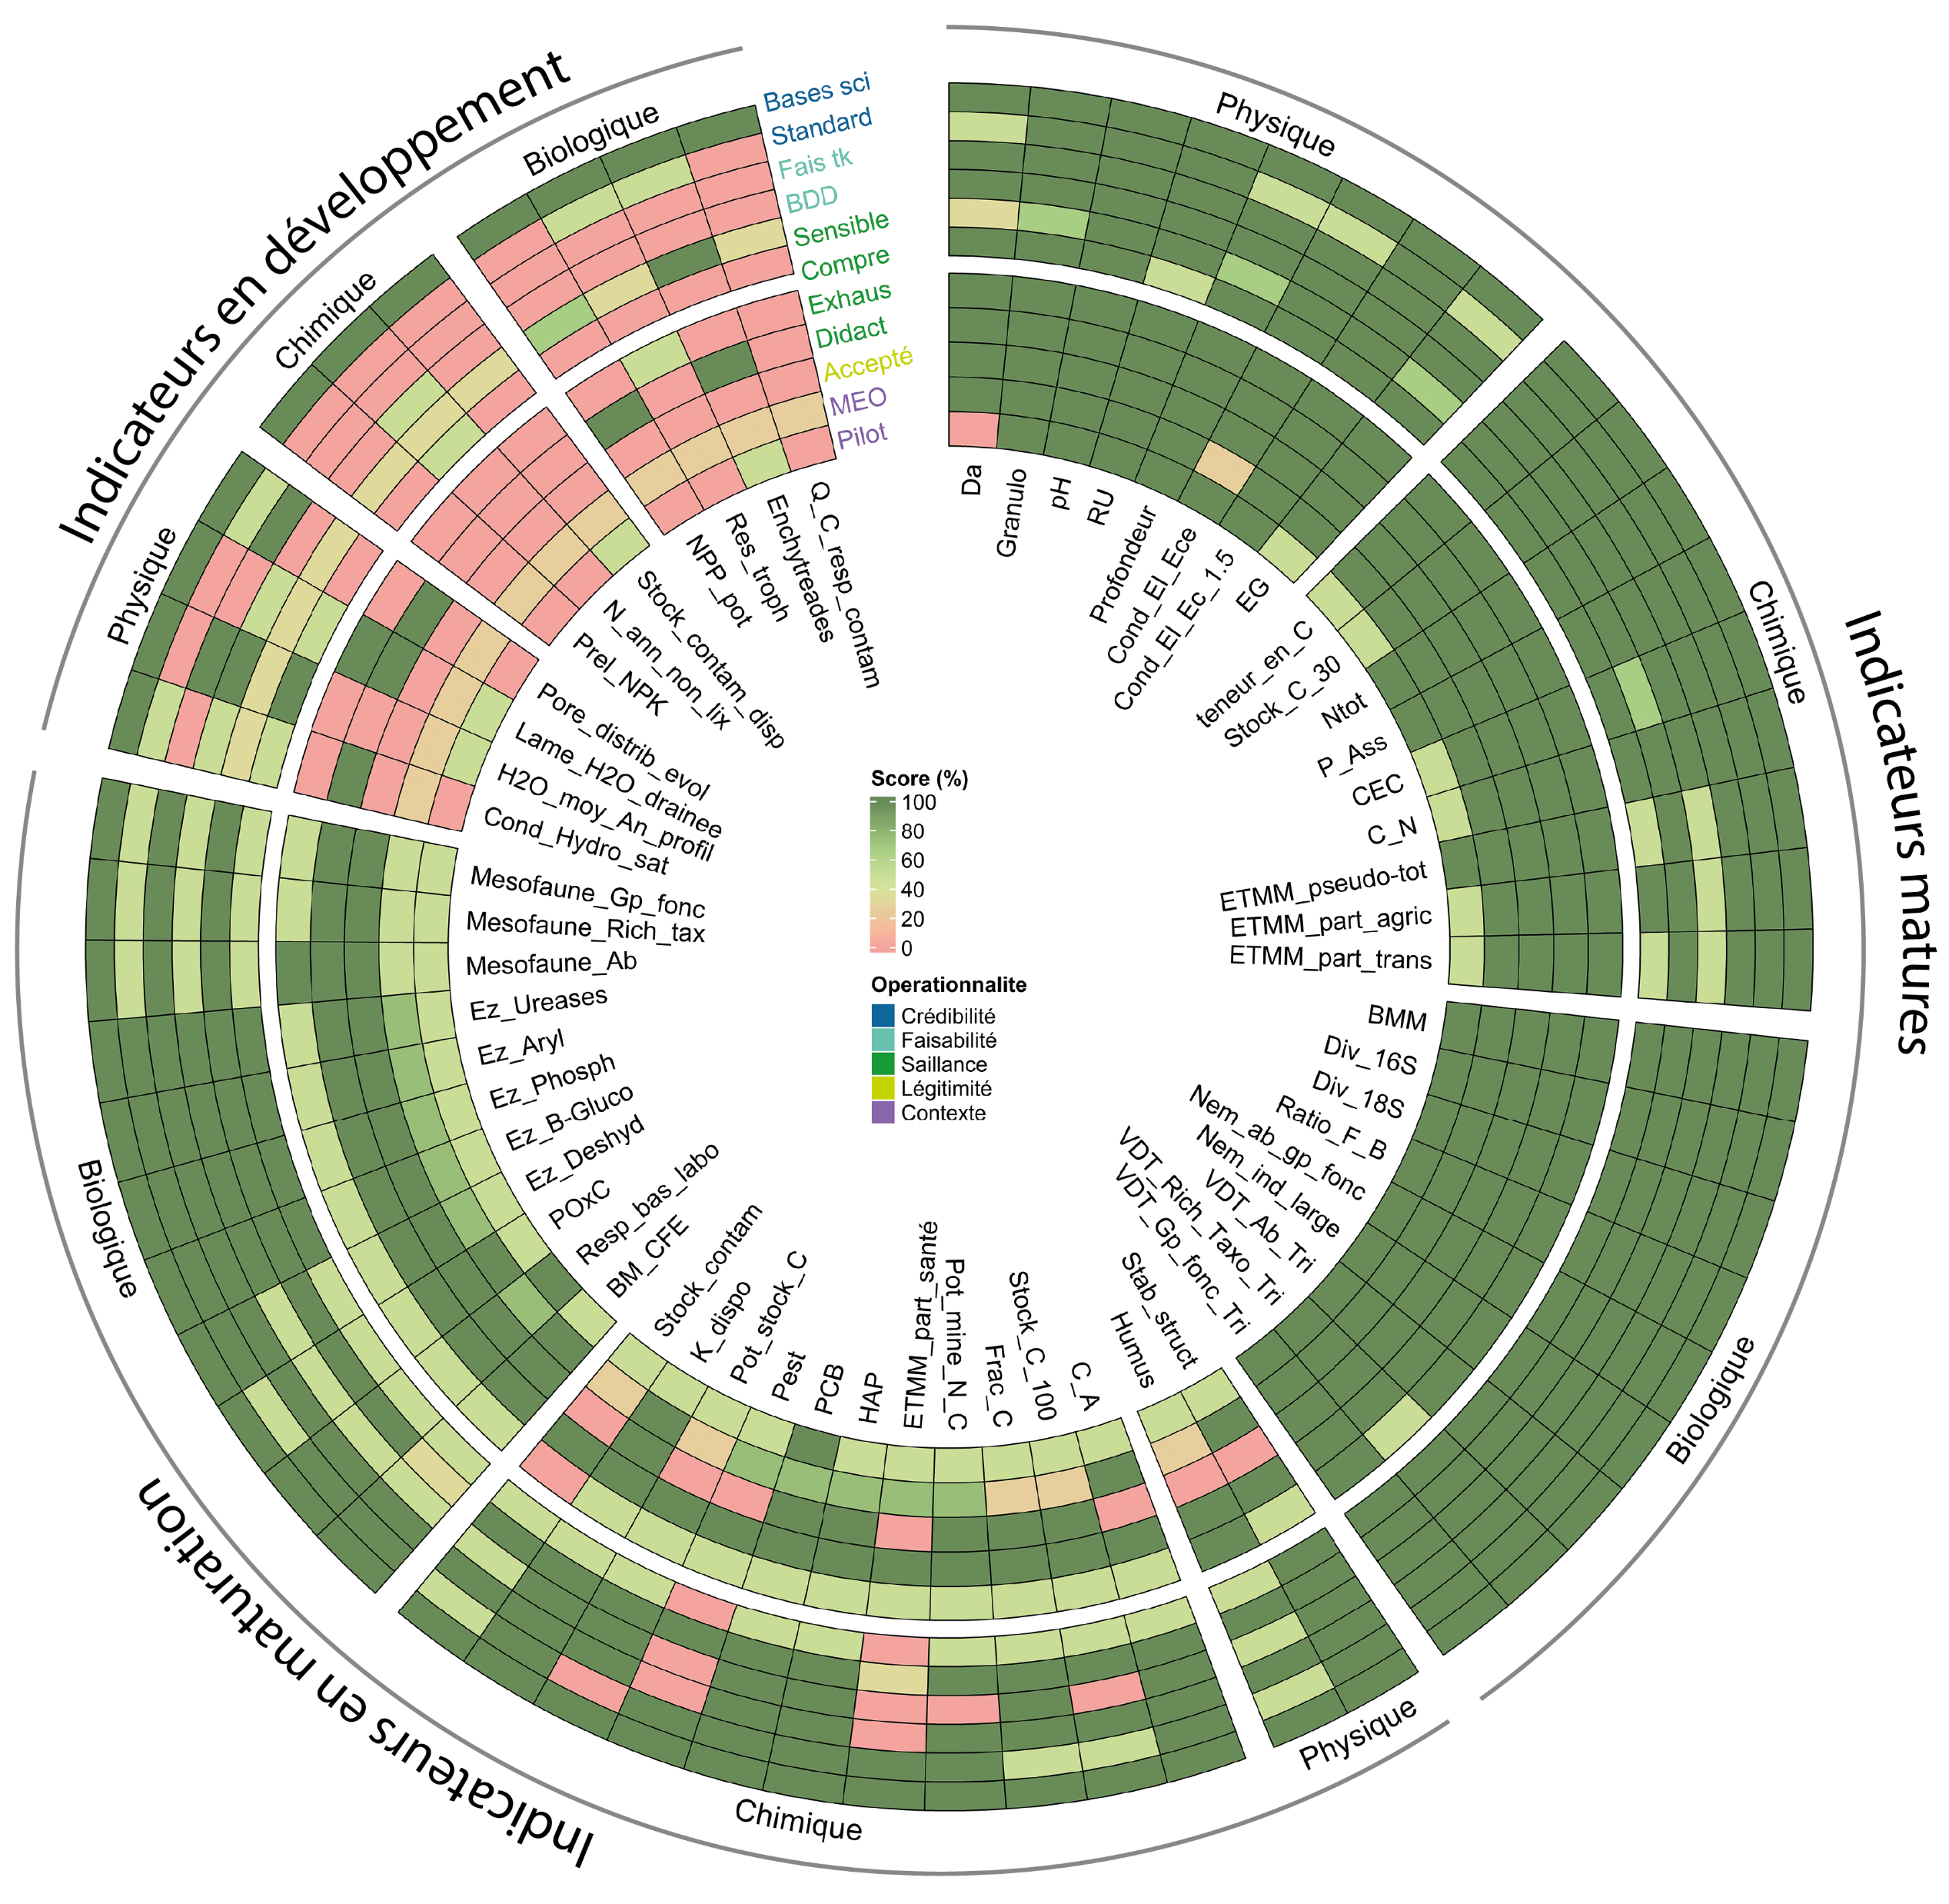 Indicateurs en développement
Biologique
Chimique
Physique
Bases sci
Standard
Fais tk
BDD
Sensible
Compre
Exhaus
Didact
Accepté
MEO
Pilot
Indicateurs matures
Physique
Chimique
Biologique
Da
Granulo
pH
RU
Profondeur
Cond_El_Ece
Cond_El_Ec_1.5
EG
teneur_en_C
Stock_C_30
Ntot
P_Ass
CEC
C_N
ETMM_pseudo-tot
ETMM_part_agric
ETMM_part_trans
BMM
Div_16S
Div_18S
Ratio_F_B
Nem_ab_gp_fonc
Nem_ind_large
VDT_Ab_Tri
VDT_Rich_Taxo_Tri
VDT_Gp_fonc_Tri
Indicateurs en maturation
Physique
Chimique
Biologique
Stab_struct
Humus
C_A
Stock_C_100
Frac_C
Pot_mine_N_C
ETMM_part_santé
HAP
PCB
Pest
Pot_stock_C
K_dispo
Stock_contam
BM_CFE
Resp_bas_labo
POxC
Ez_Deshyd
Ez_B-Gluco
Ez_Phosph
Ez_Aryl
Ez_Ureases
Mesofaune_Ab
Mesofaune_Rich_tax
Mesofaune_Gp_fonc
Cond_Hydro_sat
H2O_moy_An_profil
Lame_H2O_drainee
Pore_distrib_evol
Prel_NPK
N_ann_non_lix
Stock_contam_disp
NPP_pot
Res_troph
Enchytreades
Q_C_resp_contam
Score (%)
100
80
60
40
20
0
Operationnalite
Crédibilité
Faisabilité
Saillance
Légitimité
Contexte